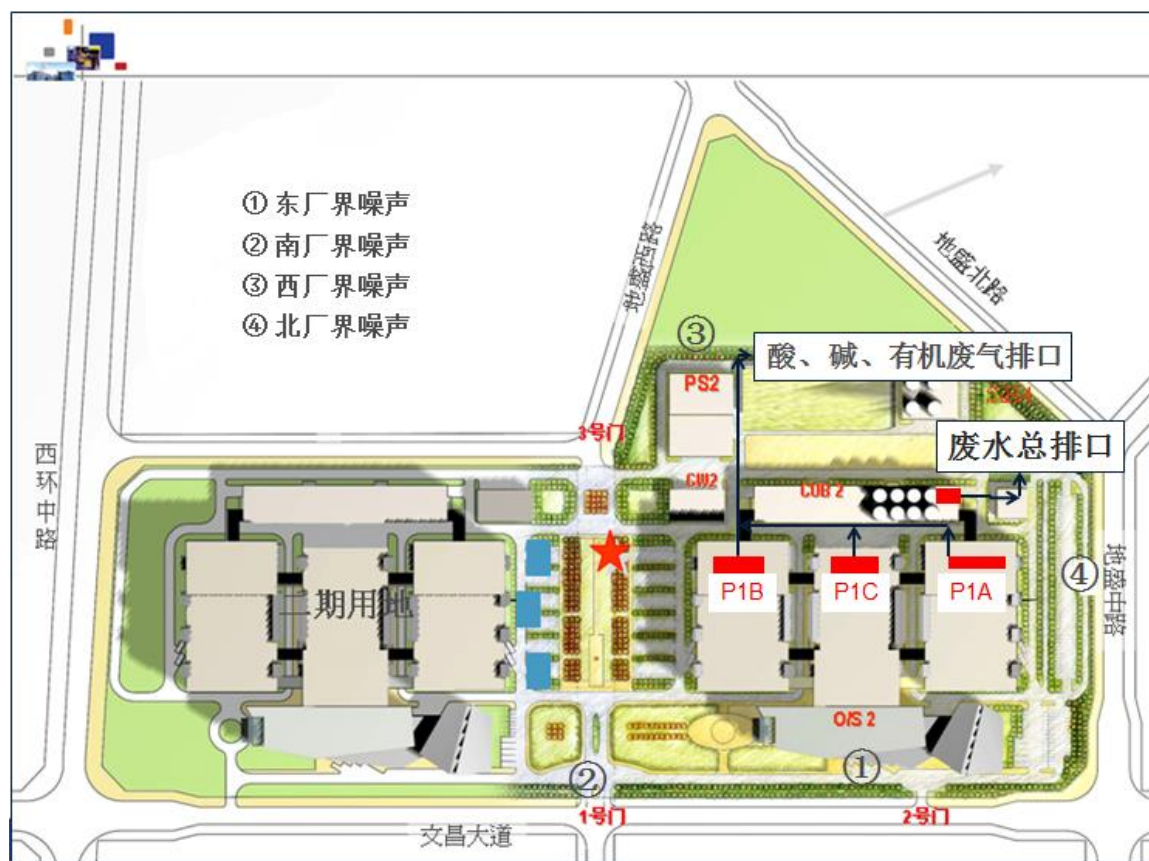 ① 东厂界噪声
② 南厂界噪声
③ 西厂界噪声
④ 北厂界噪声
地盛西路
地盛北路
③
酸、碱、有机废气排口
PS2
3号门
废水总排口
西环中路
GW2
CUB 2
④
地盛中路
P1B
P1C
P1A
二期用地
O/S 2
①
②
1号门
2号门
文昌大道